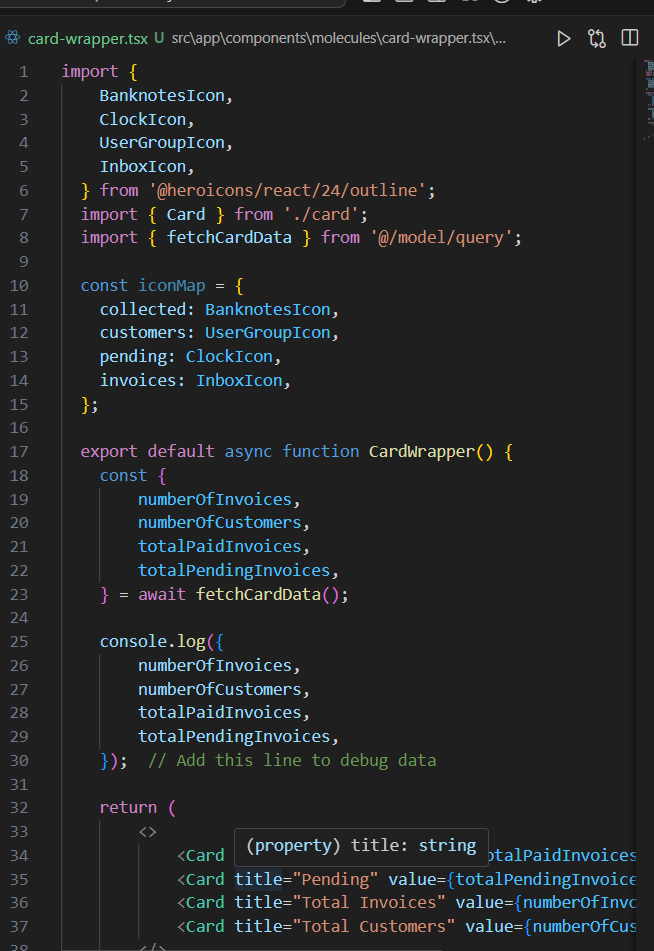 card-wrapper.tsx U src\app\components\molecules\card-wrapper.tsx\...
1 import {
2 BanknotesIcon,
3 ClockIcon,
4 UserGroupIcon,
5 InboxIcon,
6 } from '@heroicons/react/24/outline';
7 import { Card } from './card';
8 import { fetchCardData } from '@/model/query';
9
10 const iconMap = {
11 collected: BanknotesIcon,
12 customers: UserGroupIcon,
13 pending: ClockIcon,
14 invoices: InboxIcon,
15 };
16
17 export default async function CardWrapper() {
18 const {
19 numberOfInvoices,
20 numberOfCustomers,
21 totalPaidInvoices,
22 totalPendingInvoices,
23 } = await fetchCardData();
24
25 console.log({
26 numberOfInvoices,
27 numberOfCustomers,
28 totalPaidInvoices,
29 totalPendingInvoices,
30 }); // Add this line to debug data
31
32 return (
33 <>
(property) title: string
34 <Card otalPaidInvoices
35 <Card title="Pending" value={totalPendingInvoice
36 <Card title="Total Invoices" value={numberOfInvo
37 <Card title="Total Customers" value={numberOfCus
38 </>